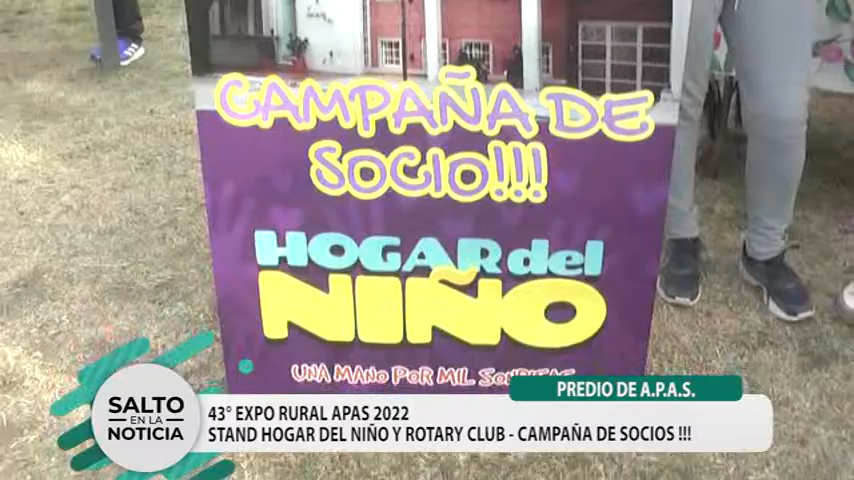 CAMPAÑA DE
SOCIO!!!
HOGAR del
NIÑO
UNA MANO POR MIL SONRISAS
PREDIO DE A.P.A.S.
SALTO
EN LA
NOTICIA
43° EXPO RURAL APAS 2022
STAND HOGAR DEL NIÑO Y ROTARY CLUB - CAMPAÑA DE SOCIOS !!!